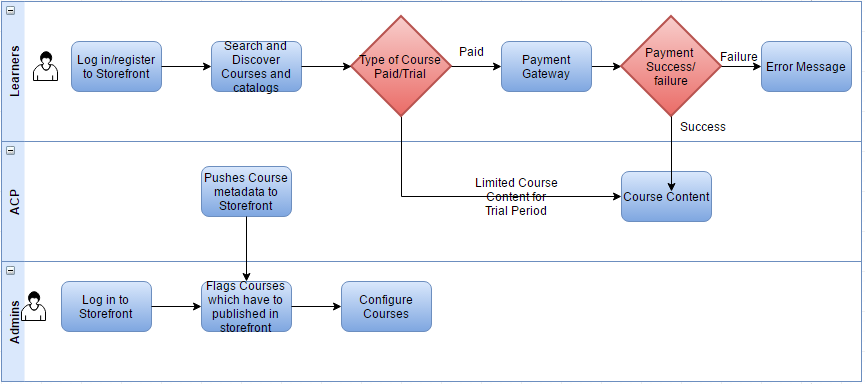 Learners
Log in/register
to Storefront
Search and
Discover
Courses and
catalogs
Type of Course
Paid/Trial
Paid
Payment
Gateway
Payment
Success/
failure
Failure
Error Message
Success
ACP
Pushes Course
metadata to
Storefront
Limited Course
Content for
Trial Period
Course Content
Admins
Log in to
Storefront
Flags Courses
which have to
published in
storefront
Configure
Courses